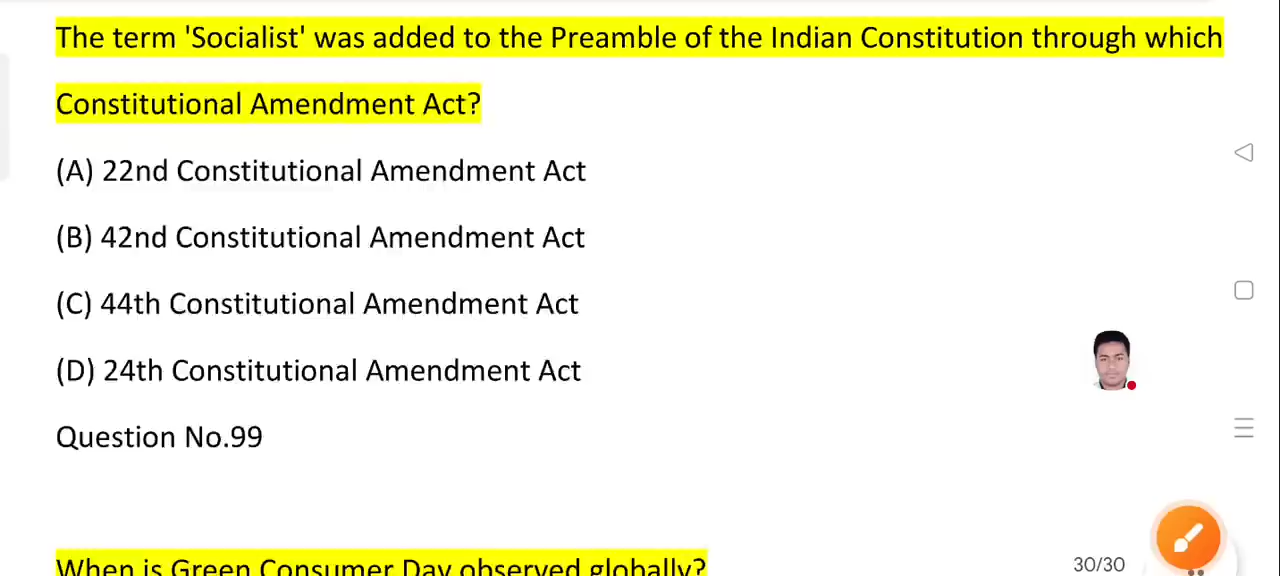 The term 'Socialist' was added to the Preamble of the Indian Constitution through which
Constitutional Amendment Act?
(A) 22nd Constitutional Amendment Act
(B) 42nd Constitutional Amendment Act
(C) 44th Constitutional Amendment Act
(D) 24th Constitutional Amendment Act
Question No.99
When is Green Consumer Day observed globally?
30/30